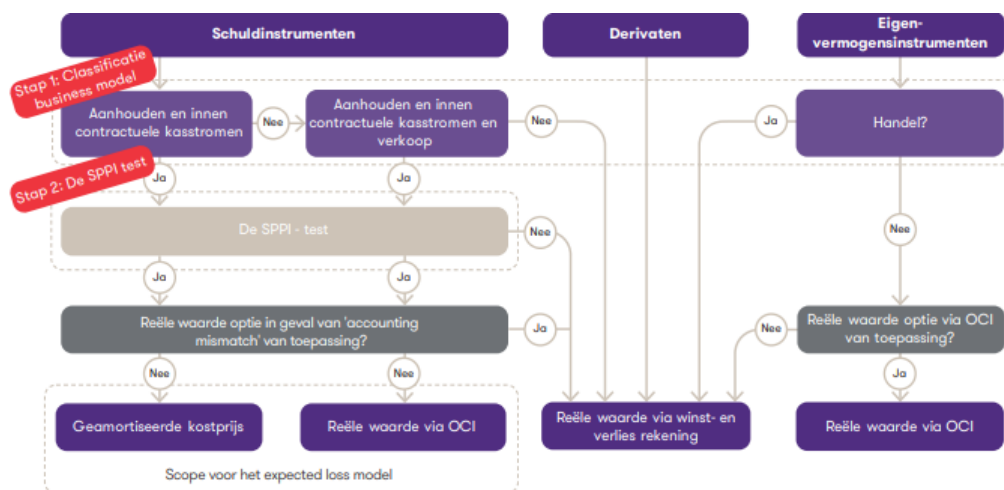 Schuldinstrumenten
Derivaten
Eigen-
vermogensinstrumenten
Stap 1: Classificatie
business model
Aanhouden en innen
contractuele kasstromen
Nee
Aanhouden en innen
contractuele kasstromen en
verkoop
Nee
Ja
Handel?
Stap 2: De SPPI test
Ja
Ja
De SPPI - test
Nee
Nee
Ja
Ja
Reële waarde optie in geval van 'accounting
mismatch' van toepassing?
Ja
Nee
Reële waarde optie via OCI
van toepassing?
Nee
Nee
Ja
Geamortiseerde kostprijs
Reële waarde via OCI
Reële waarde via winst- en
verlies rekening
Reële waarde via OCI
Scope voor het expected loss model